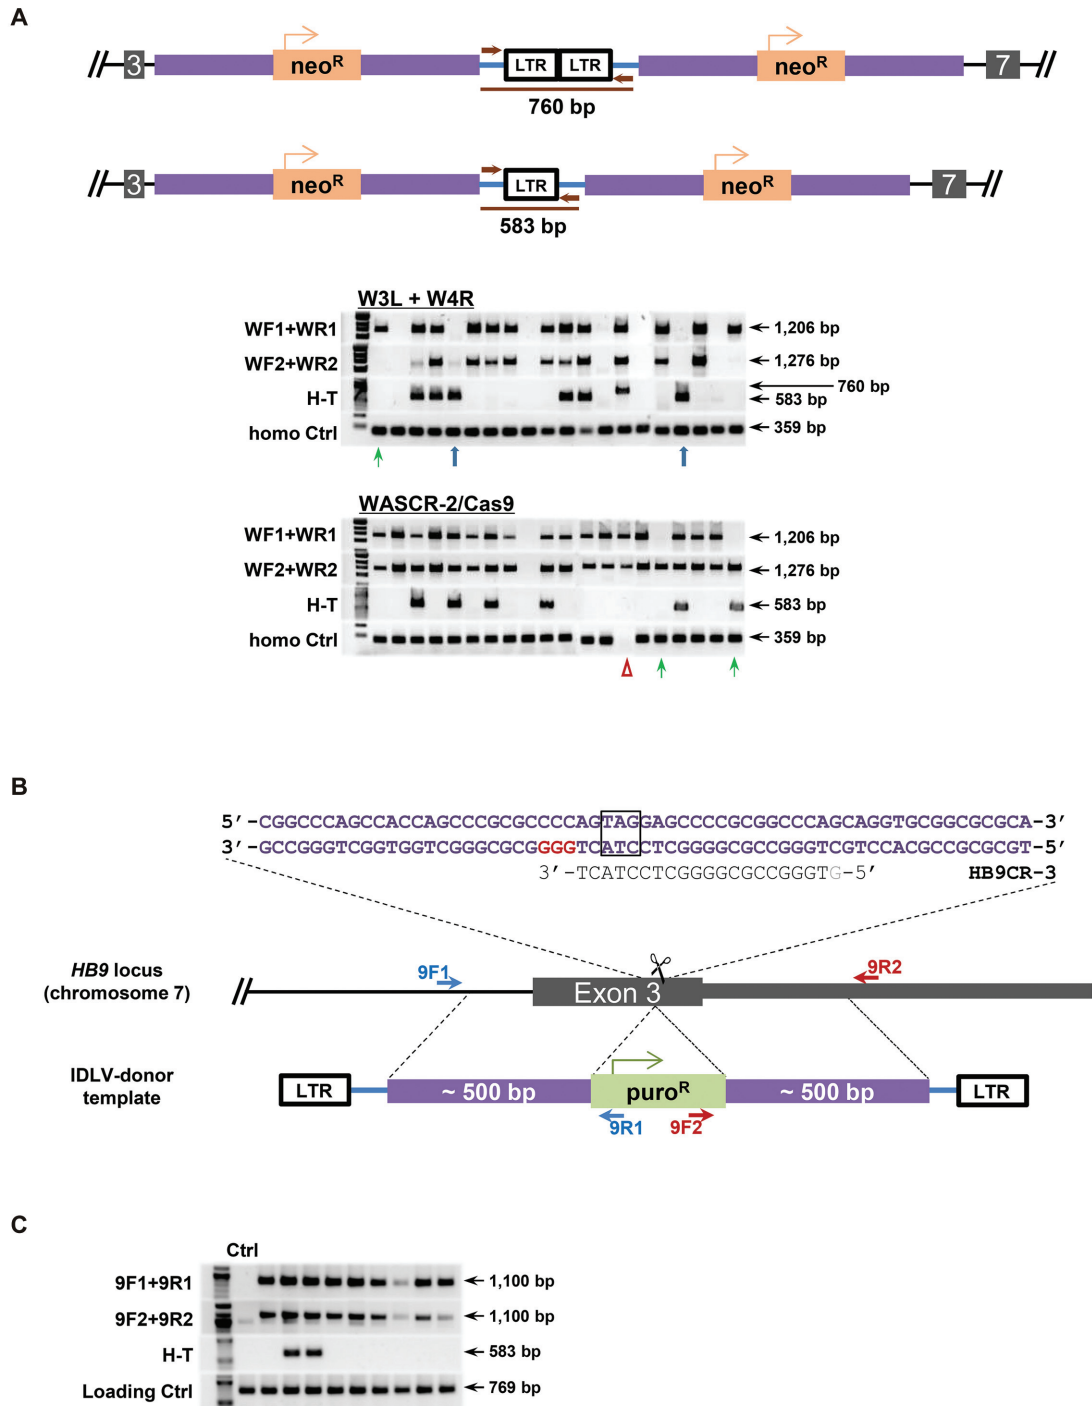 A
3 neoᴿ LTR LTR neoᴿ 7
760 bp
3 neoᴿ LTR neoᴿ 7
583 bp
W3L + W4R
WF1+WR1 1,206 bp
WF2+WR2 1,276 bp
H-T 760 bp
583 bp
homo Ctrl 359 bp
WASCR-2/Cas9
WF1+WR1 1,206 bp
WF2+WR2 1,276 bp
H-T 583 bp
homo Ctrl 359 bp
B
5′-CGGCCCAGCCACCAGCCCGCGCCCCAGTAGGAGCCCCGCGGCCCAGCAGGTGCGGCGCGCA-3′
3′-GCCGGGTCGGTGGTCGGGCGCGGGGTCATCCTCGGGGCGCCGGGTCGTCCACGCCGCGCGT-5′
3′-TCATCCTCGGGGCGCCGGGTG-5′ HB9CR-3
HB9 locus
(chromosome 7)
9F1 Exon 3 9R2
IDLV-donor
template
LTR ~ 500 bp puroᴿ ~ 500 bp LTR
9R1 9F2
C
Ctrl
9F1+9R1 1,100 bp
9F2+9R2 1,100 bp
H-T 583 bp
Loading Ctrl 769 bp